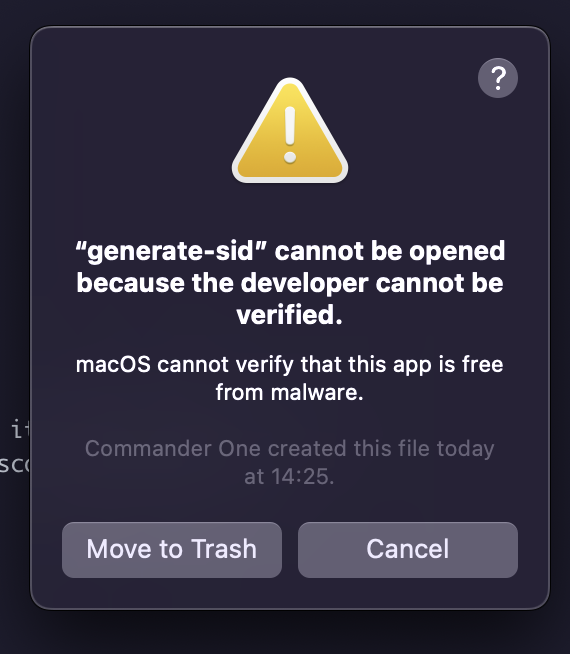 ?
“generate-sid” cannot be opened
because the developer cannot be
verified.
macOS cannot verify that this app is free
from malware.
it
sco
Commander One created this file today
at 14:25.
Move to Trash
Cancel